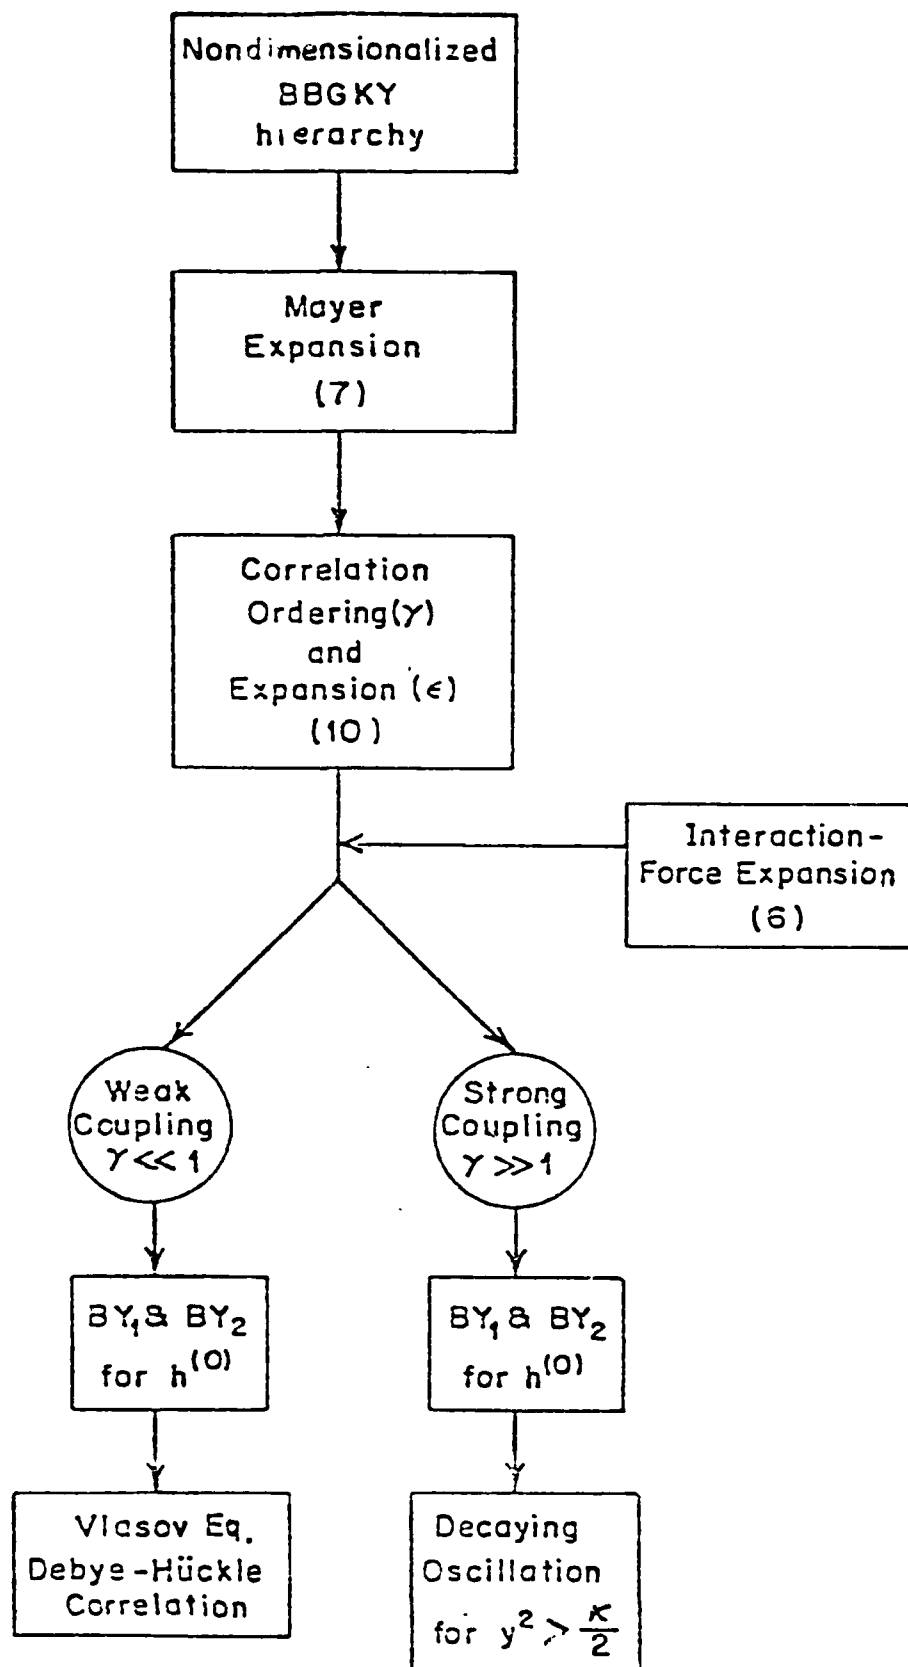 Nondimensionalized
BBGKY
hierarchy
Mayer
Expansion
(7)
Correlation
Ordering(γ)
and
Expansion (ϵ)
(10)
Interaction-
Force Expansion
(6)
Weak
Coupling
γ << 1
Strong
Coupling
γ >> 1
BY₁ & BY₂
for h⁽⁰⁾
BY₁ & BY₂
for h⁽⁰⁾
Vlasov Eq.
Debye-Hückle
Correlation
Decaying
Oscillation
for y² > κ/2